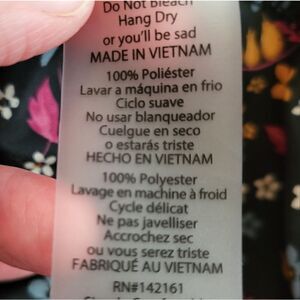 Do Not Bleach
Hang Dry
or you'll be sad
MADE IN VIETNAM
100% Poliéster
Lavar a máquina en frio
Ciclo suave
No usar blanqueador
Cuelgue en seco
o estarás triste
HECHO EN VIETNAM
100% Polyester
Lavage en machine à froid
Cycle délicat
Ne pas javelliser
Accrochez sec
ou vous serez triste
FABRIQUÉ AU VIETNAM
RN#142161